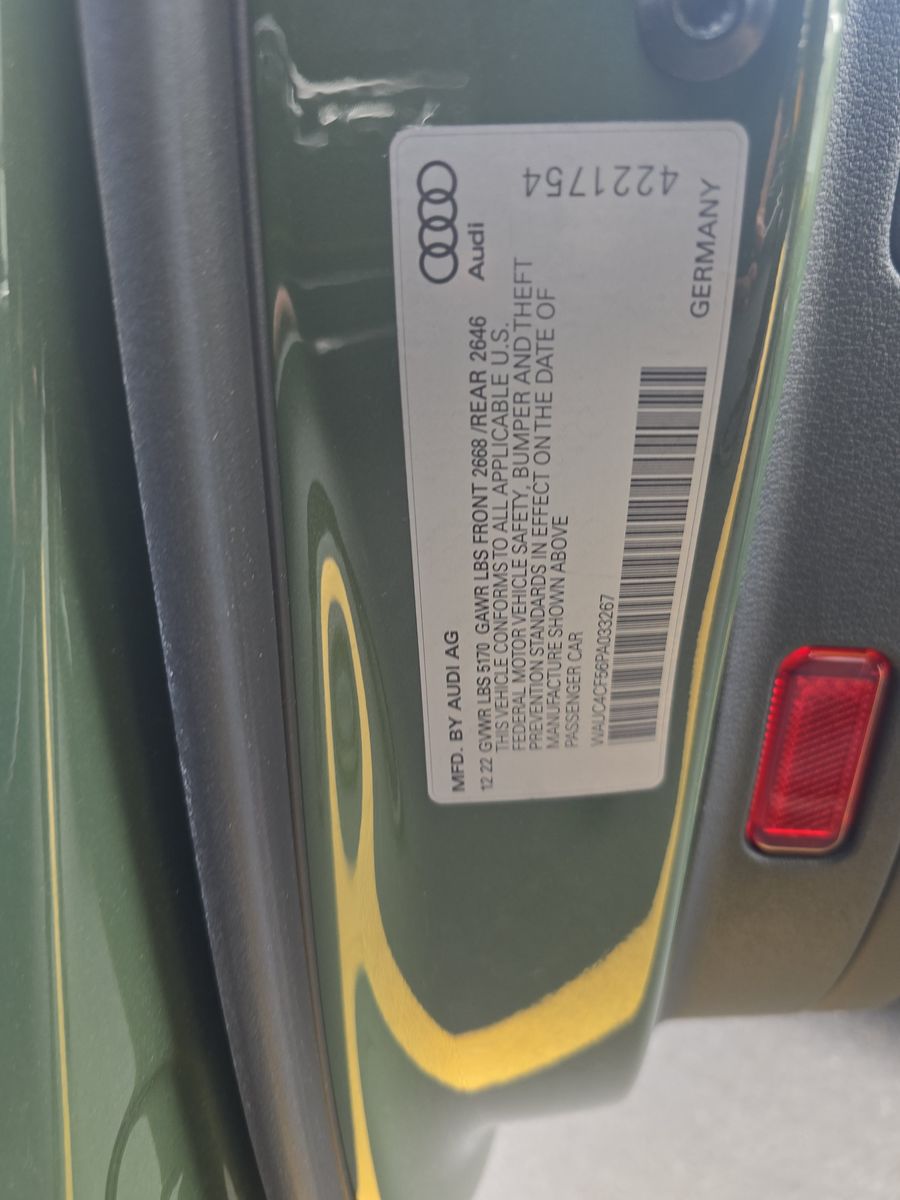 Audi
MFD. BY AUDI AG
12 22 GVWR LBS 5170 GAWR LBS FRONT 2668 /REAR 2646
THIS VEHICLE CONFORMS TO ALL APPLICABLE U.S.
FEDERAL MOTOR VEHICLE SAFETY, BUMPER AND THEFT
PREVENTION STANDARDS IN EFFECT ON THE DATE OF
MANUFACTURE SHOWN ABOVE
PASSENGER CAR
WAUC4CF56PA033267
GERMANY
4221754